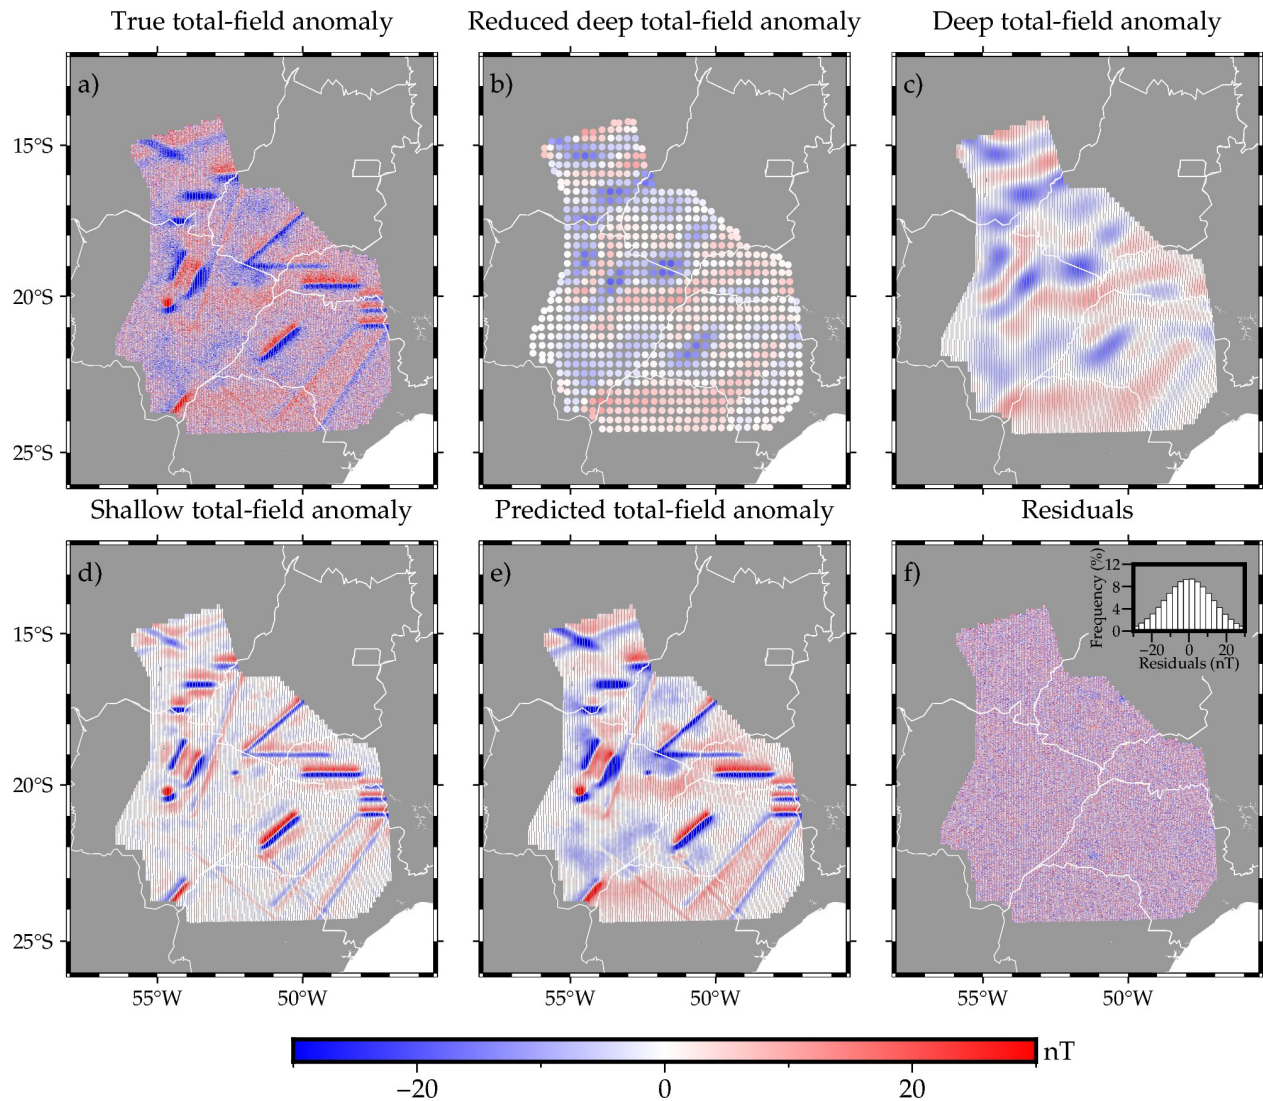 True total-field anomaly
Reduced deep total-field anomaly
Deep total-field anomaly
a)
b)
c)
15°S
20°S
25°S
Shallow total-field anomaly
Predicted total-field anomaly
Residuals
d)
e)
f)
Frequency (%)
12
8
4
0
−20 0 20
Residuals (nT)
15°S
20°S
25°S
55°W 50°W
55°W 50°W
55°W 50°W
nT
−20 0 20